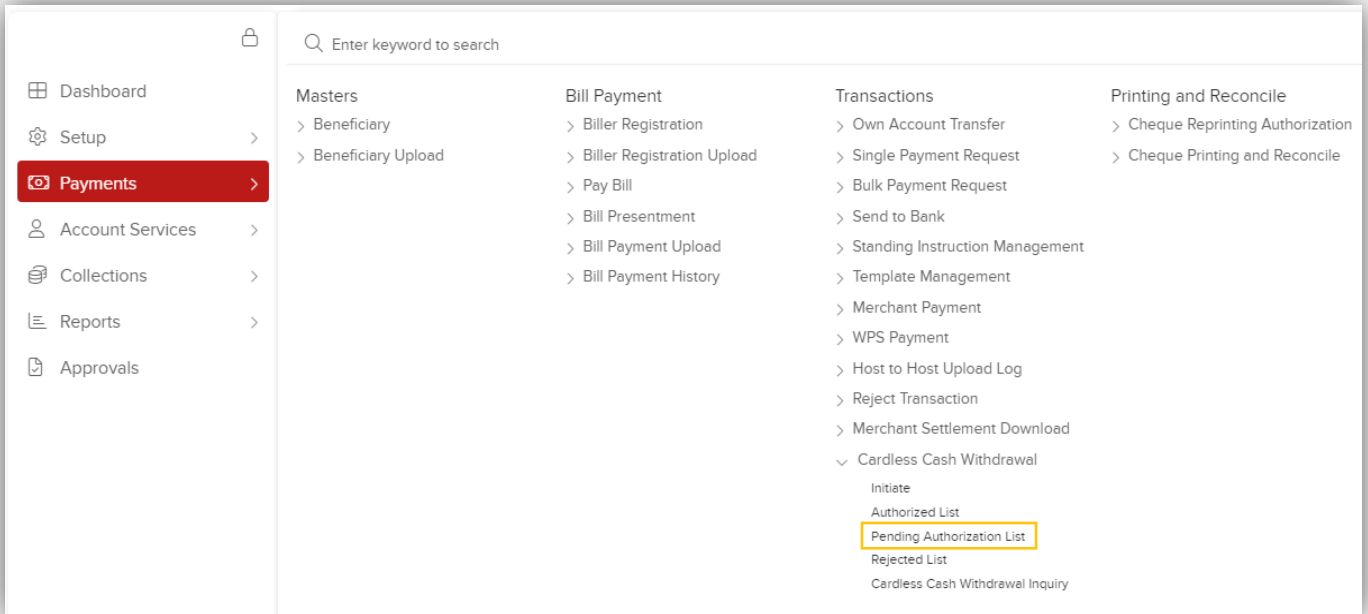 Enter keyword to search
Dashboard
Setup
Payments
Account Services
Collections
Reports
Approvals
Masters
Beneficiary
Beneficiary Upload
Bill Payment
Biller Registration
Biller Registration Upload
Pay Bill
Bill Presentment
Bill Payment Upload
Bill Payment History
Transactions
Own Account Transfer
Single Payment Request
Bulk Payment Request
Send to Bank
Standing Instruction Management
Template Management
Merchant Payment
WPS Payment
Host to Host Upload Log
Reject Transaction
Merchant Settlement Download
Cardless Cash Withdrawal
Initiate
Authorized List
Pending Authorization List
Rejected List
Cardless Cash Withdrawal Inquiry
Printing and Reconcile
Cheque Reprinting Authorization
Cheque Printing and Reconcile